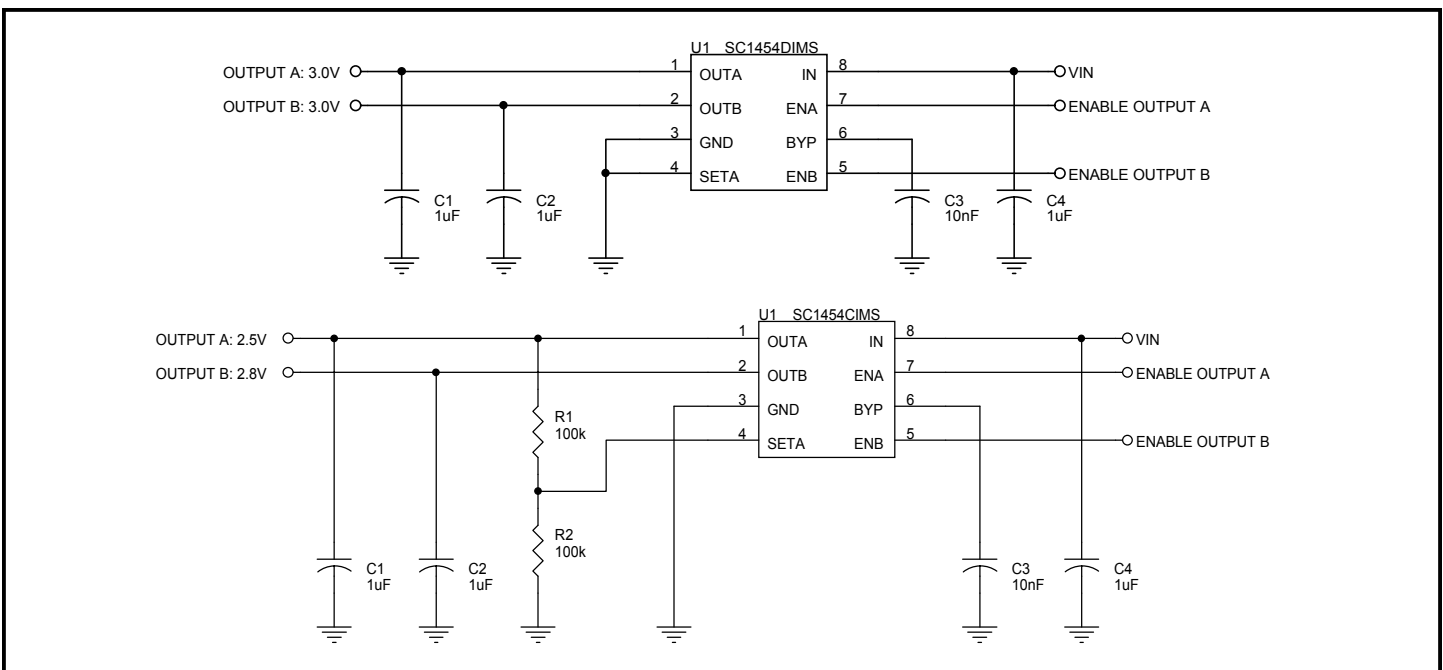 U1 SC1454DIMS
OUTPUT A: 3.0V
1
OUTA
IN
8
VIN
OUTPUT B: 3.0V
2
OUTB
ENA
7
ENABLE OUTPUT A
3
GND
BYP
6
4
SETA
ENB
5
ENABLE OUTPUT B
C1
1uF
C2
1uF
C3
10nF
C4
1uF
U1 SC1454CIMS
OUTPUT A: 2.5V
1
OUTA
IN
8
VIN
OUTPUT B: 2.8V
2
OUTB
ENA
7
ENABLE OUTPUT A
3
GND
BYP
6
R1
100k
4
SETA
ENB
5
ENABLE OUTPUT B
R2
100k
C1
1uF
C2
1uF
C3
10nF
C4
1uF